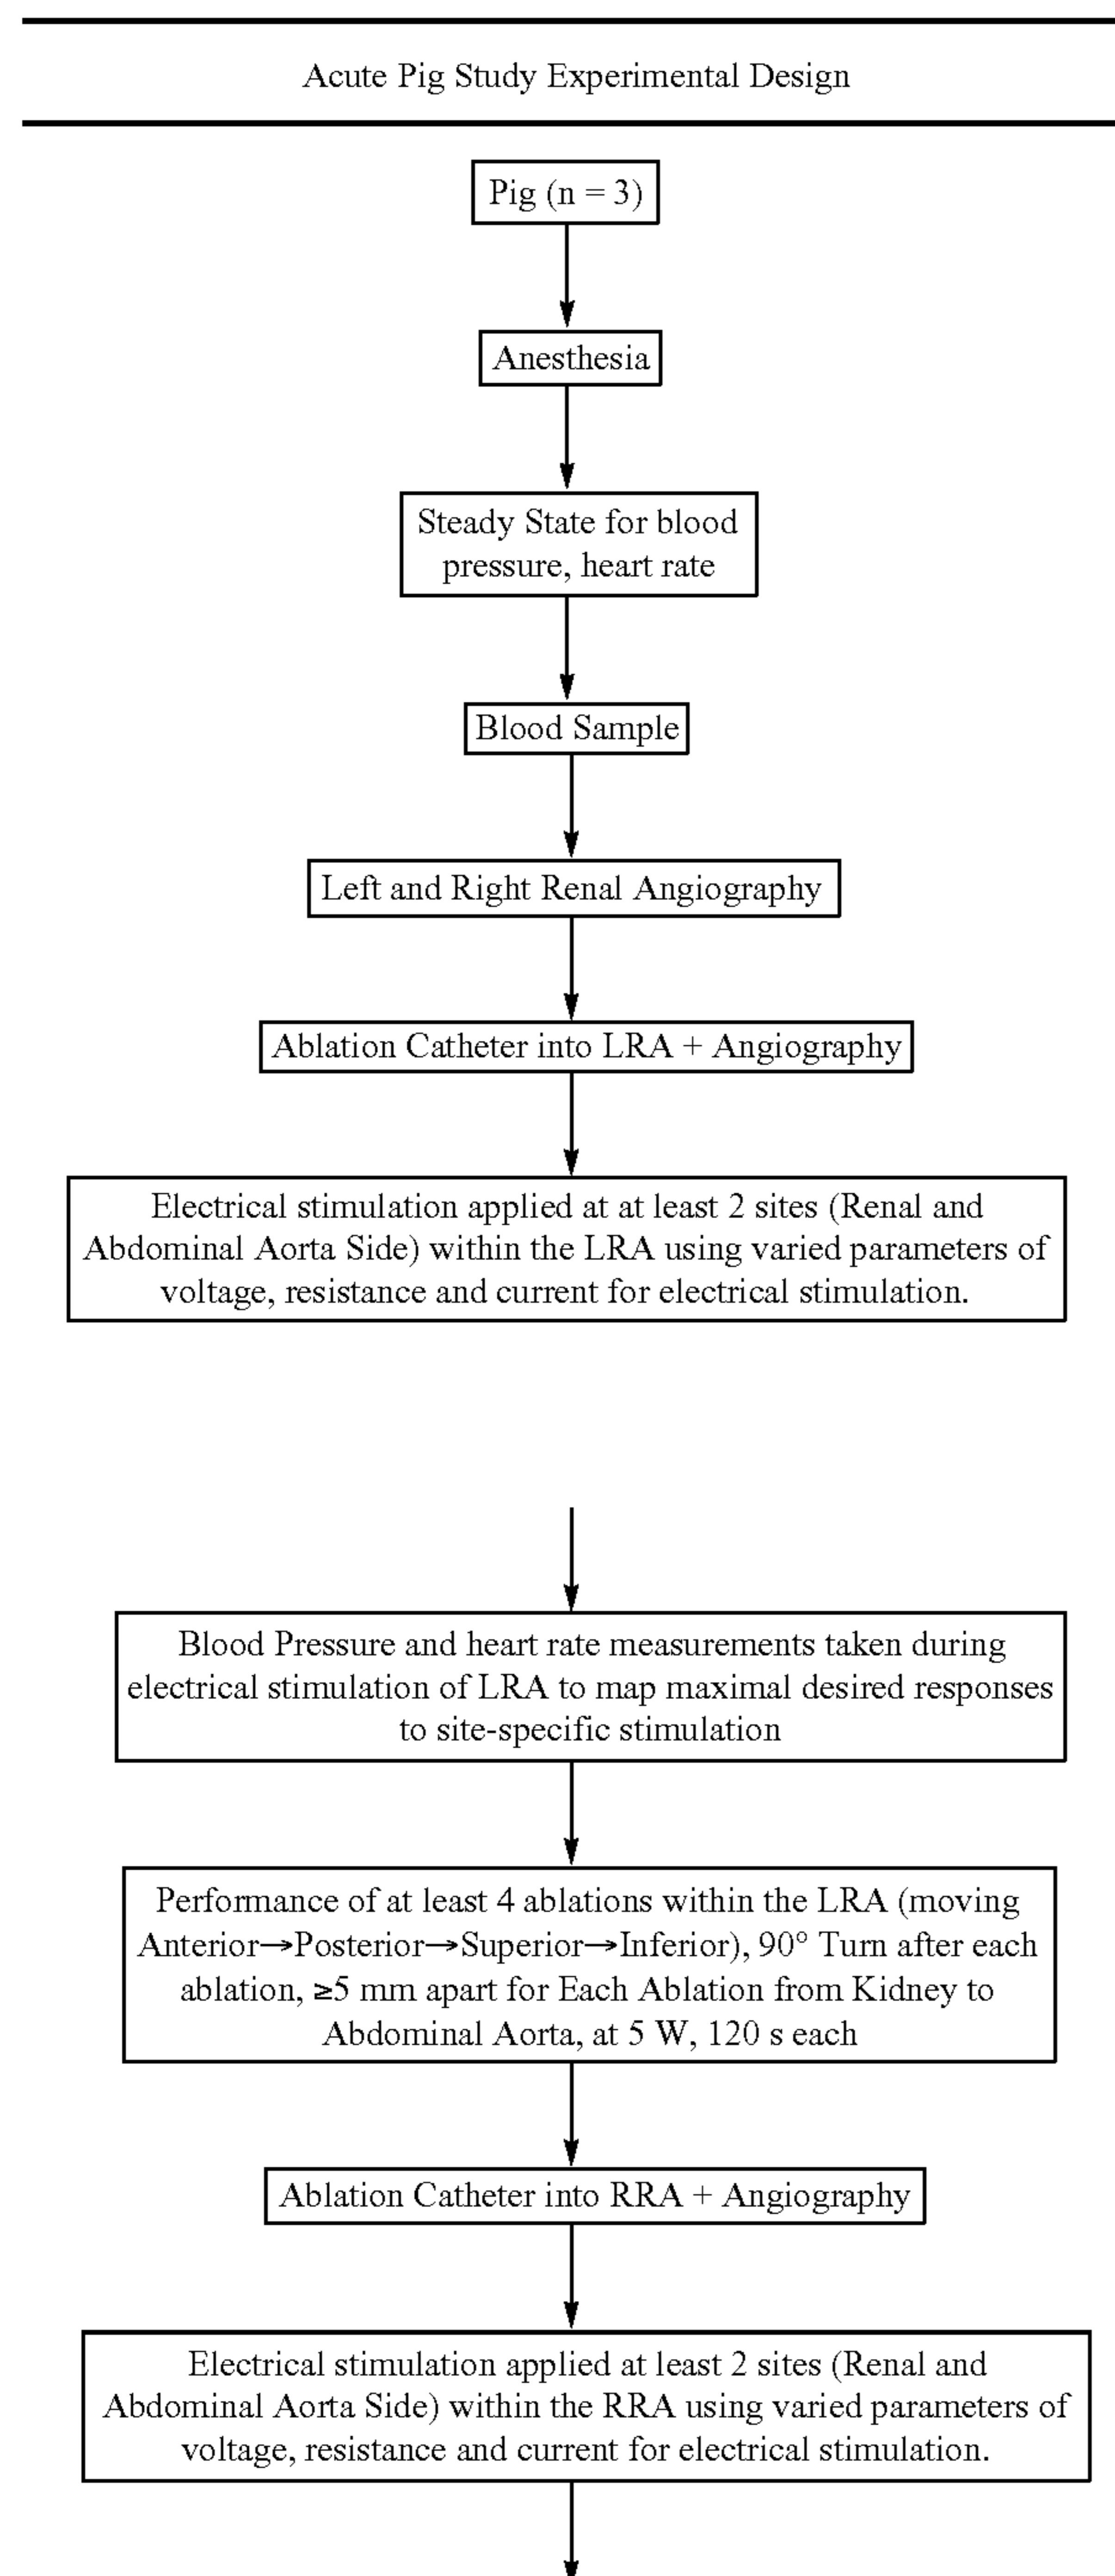 Acute Pig Study Experimental Design
Pig (n = 3)
Anesthesia
Steady State for blood
pressure, heart rate
Blood Sample
Left and Right Renal Angiography
Ablation Catheter into LRA + Angiography
Electrical stimulation applied at at least 2 sites (Renal and
Abdominal Aorta Side) within the LRA using varied parameters of
voltage, resistance and current for electrical stimulation.
Blood Pressure and heart rate measurements taken during
electrical stimulation of LRA to map maximal desired responses
to site-specific stimulation
Performance of at least 4 ablations within the LRA (moving
Anterior→Posterior→Superior→Inferior), 90° Turn after each
ablation, ≥5 mm apart for Each Ablation from Kidney to
Abdominal Aorta, at 5 W, 120 s each
Ablation Catheter into RRA + Angiography
Electrical stimulation applied at least 2 sites (Renal and
Abdominal Aorta Side) within the RRA using varied parameters of
voltage, resistance and current for electrical stimulation.